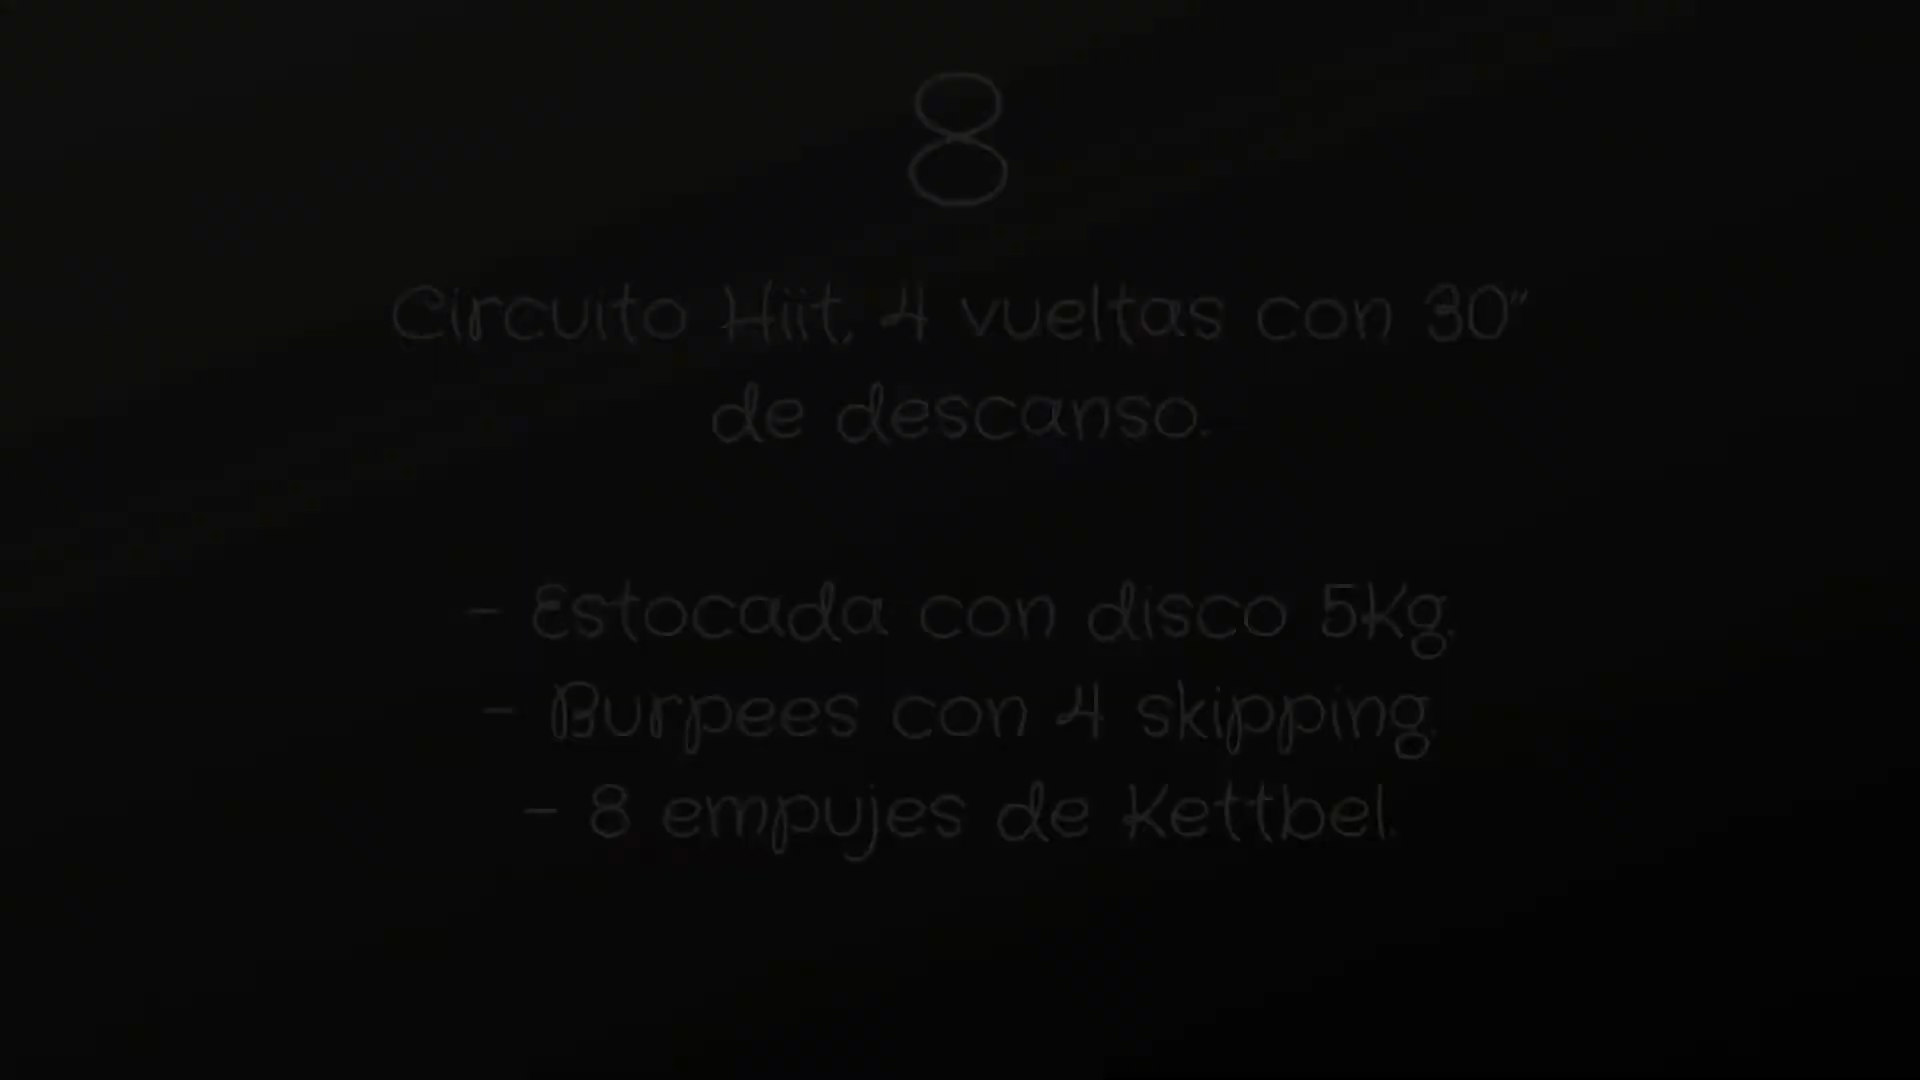 8
Circuito Hiit, 4 vueltas con 30"
de descanso.
- Estocada con disco 5Kg.
- Burpees con 4 skipping.
- 8 empujes de Kettbel.